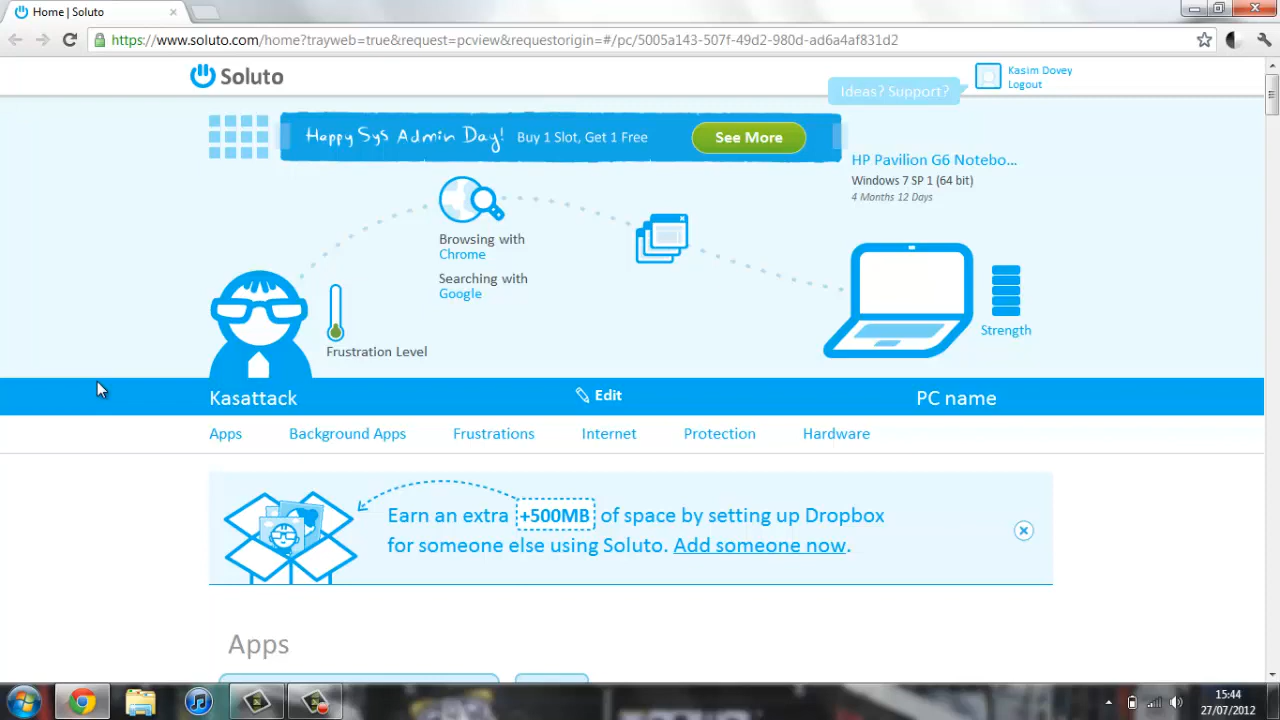 Home | Soluto
https://www.soluto.com/home?trayweb=true&request=pcview&requestorigin=#/pc/5005a143-507f-49d2-980d-ad6a4af831d2
Soluto
Ideas? Support?
Kasim Dovey
Logout
Happy Sys Admin Day! Buy 1 Slot, Get 1 Free See More
HP Pavilion G6 Notebo...
Windows 7 SP 1 (64 bit)
4 Months 12 Days
Browsing with
Chrome
Searching with
Google
Frustration Level
Strength
Kasattack Edit PC name
Apps Background Apps Frustrations Internet Protection Hardware
Earn an extra +500MB of space by setting up Dropbox
for someone else using Soluto. Add someone now.
Apps
15:44
27/07/2012